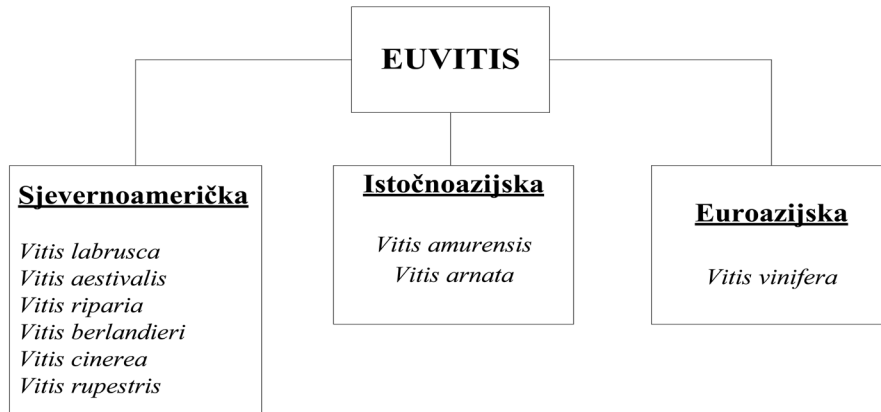 EUVITIS
Sjevernoamerička
Vitis labrusca
Vitis aestivalis
Vitis riparia
Vitis berlandieri
Vitis cinerea
Vitis rupestris
Istočnoazijska
Vitis amurensis
Vitis arnata
Euroazijska
Vitis vinifera